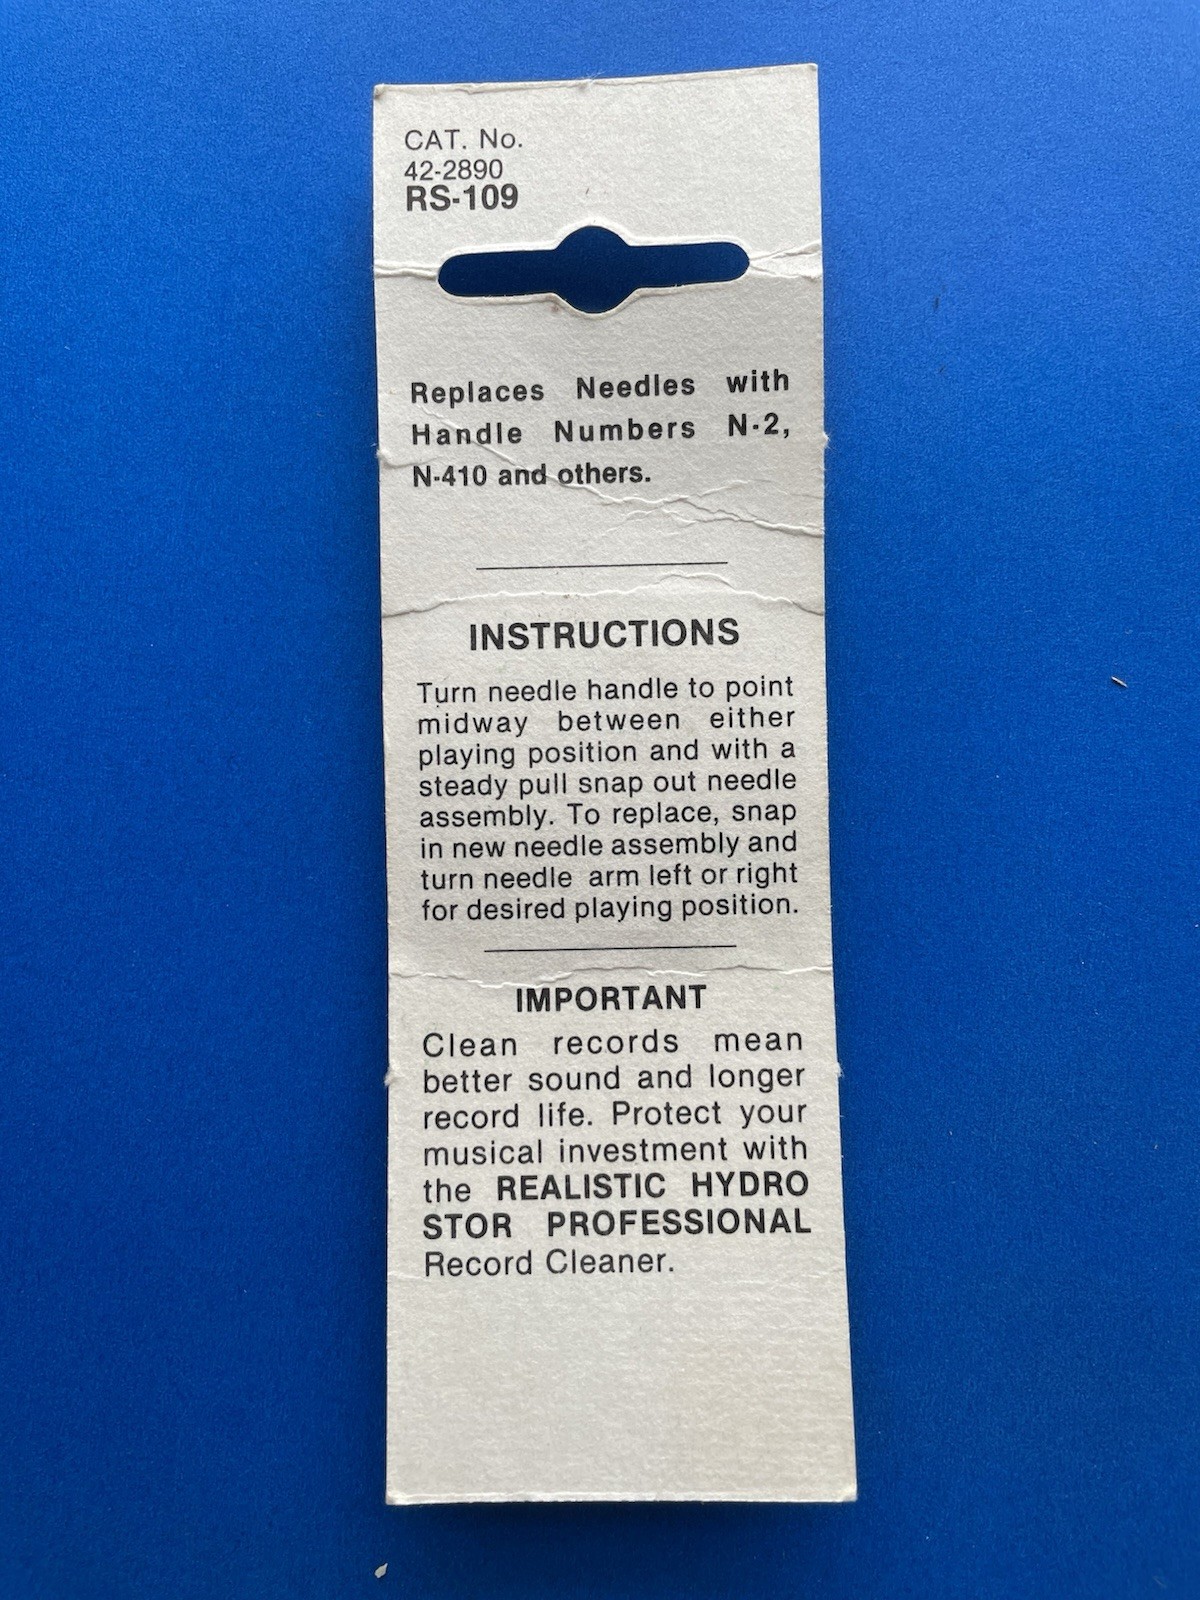 CAT. No.
42-2890
RS-109
Replaces Needles with
Handle Numbers N-2,
N-410 and others.
INSTRUCTIONS
Turn needle handle to point
midway between either
playing position and with a
steady pull snap out needle
assembly. To replace, snap
in new needle assembly and
turn needle arm left or right
for desired playing position.
IMPORTANT
Clean records mean
better sound and longer
record life. Protect your
musical investment with
the REALISTIC HYDRO
STOR PROFESSIONAL
Record Cleaner.